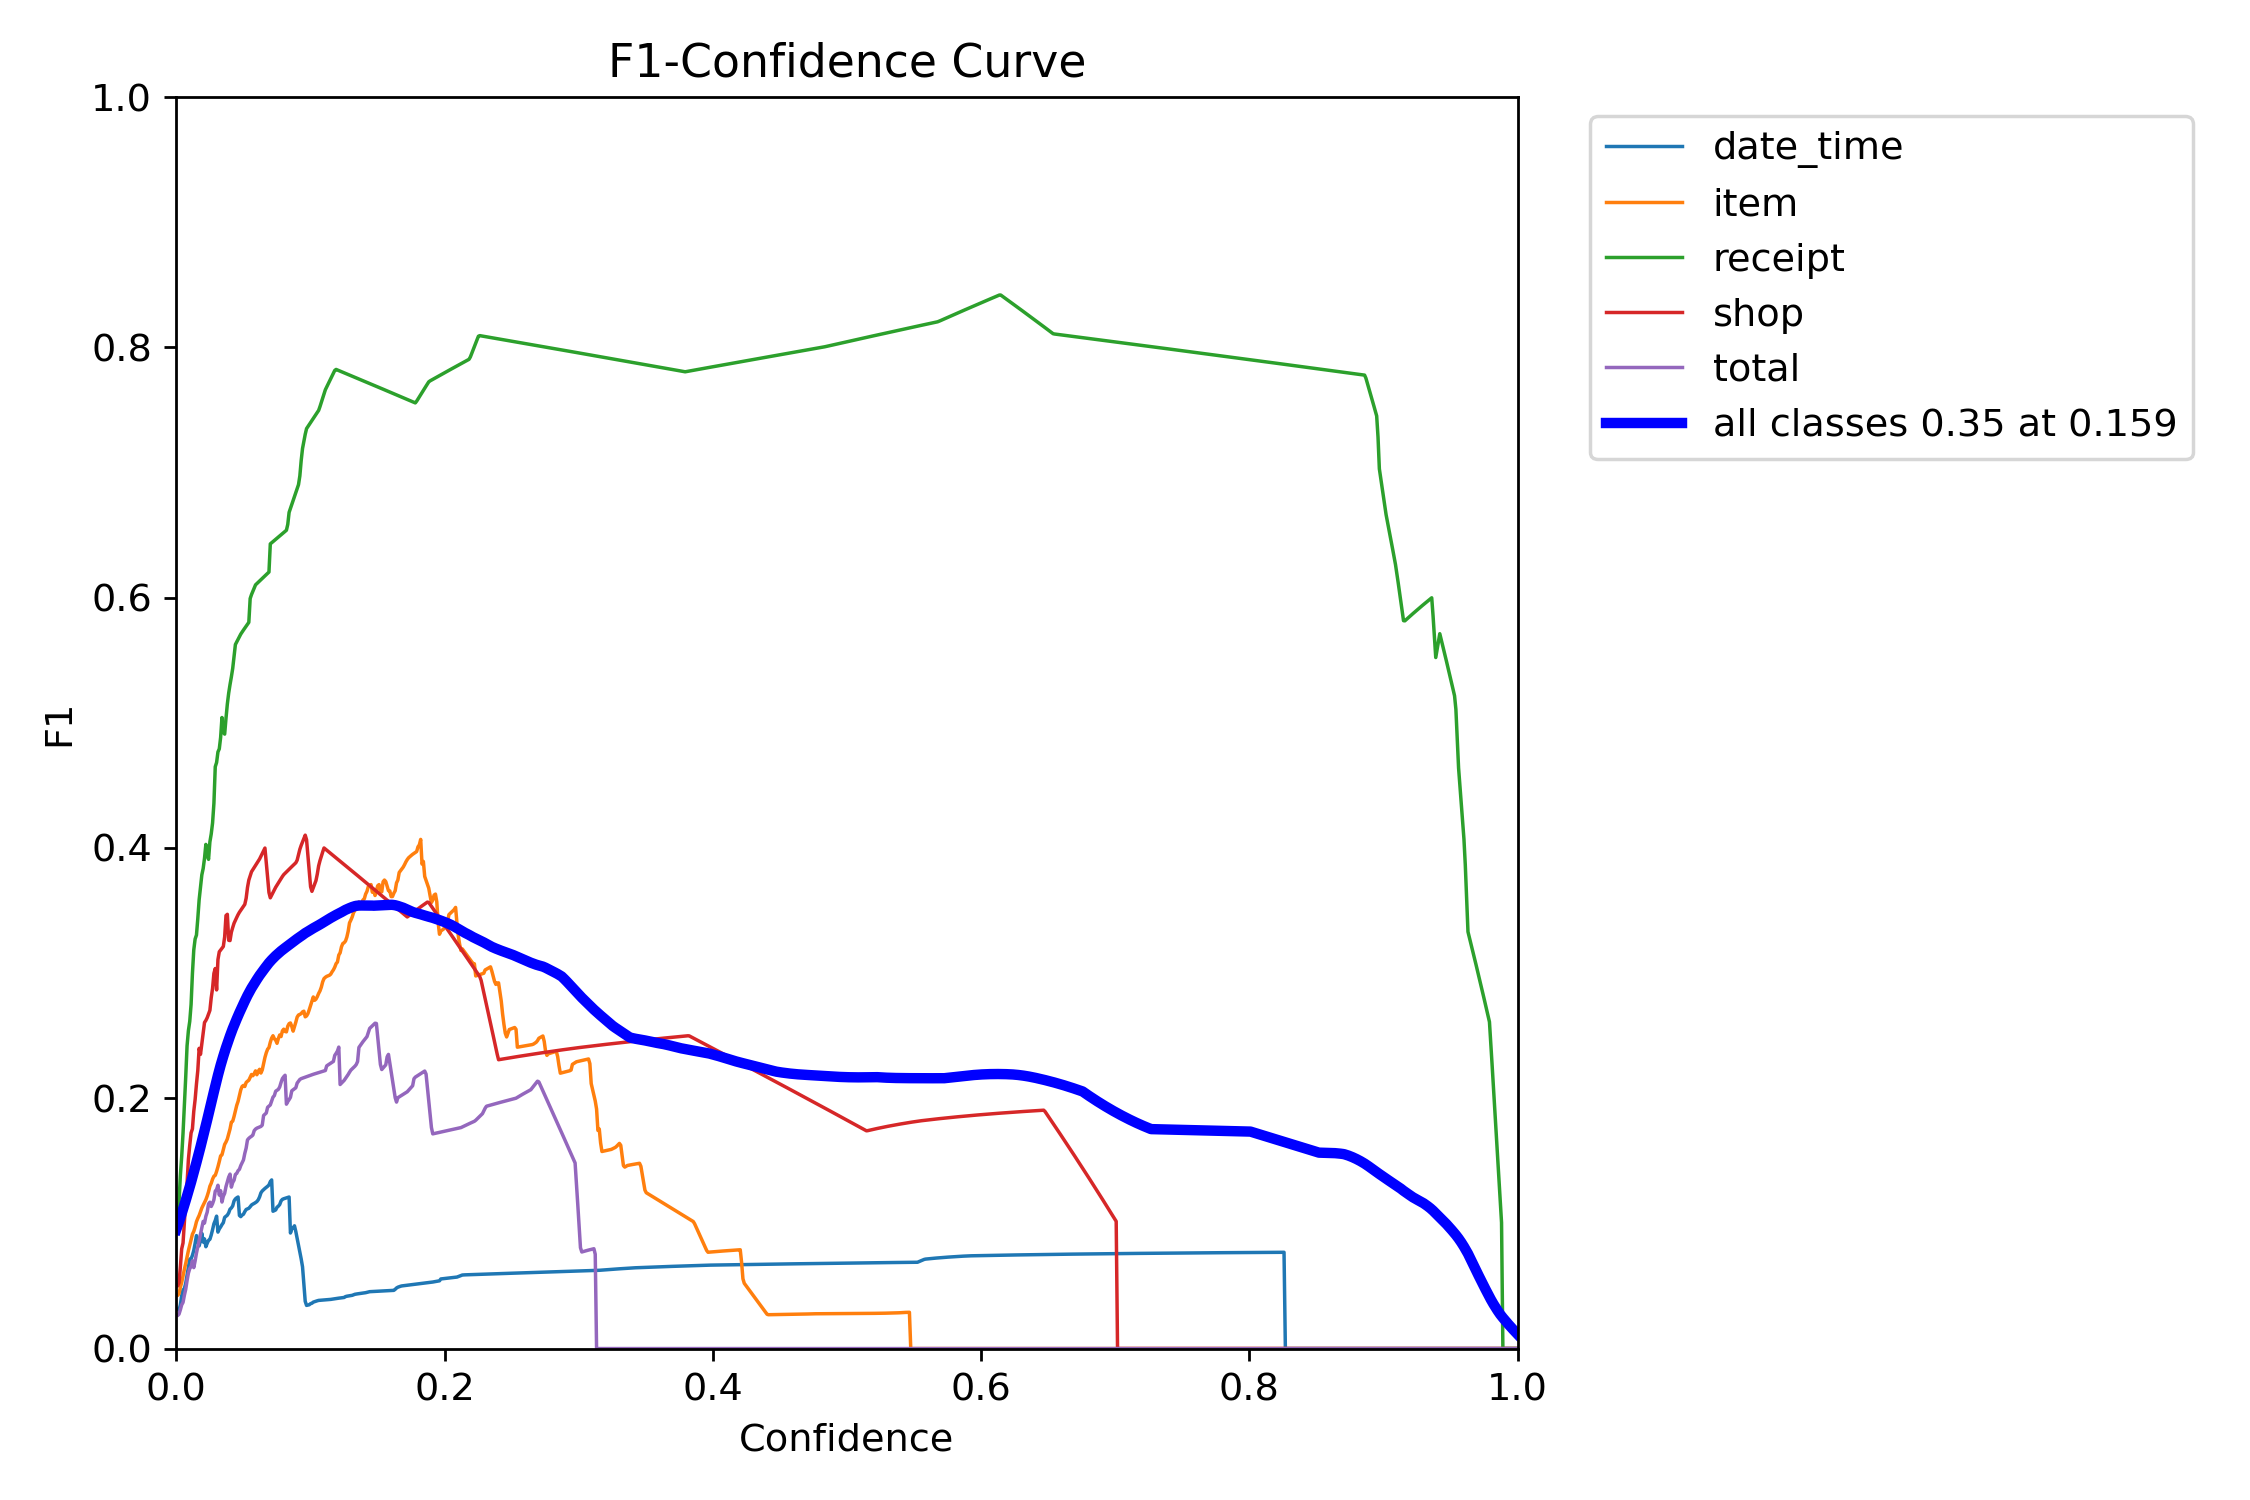 F1-Confidence Curve
1.0
0.8
0.6
0.4
0.2
0.0
F1
0.0 0.2 0.4 0.6 0.8 1.0
Confidence
date_time
item
receipt
shop
total
all classes 0.35 at 0.159